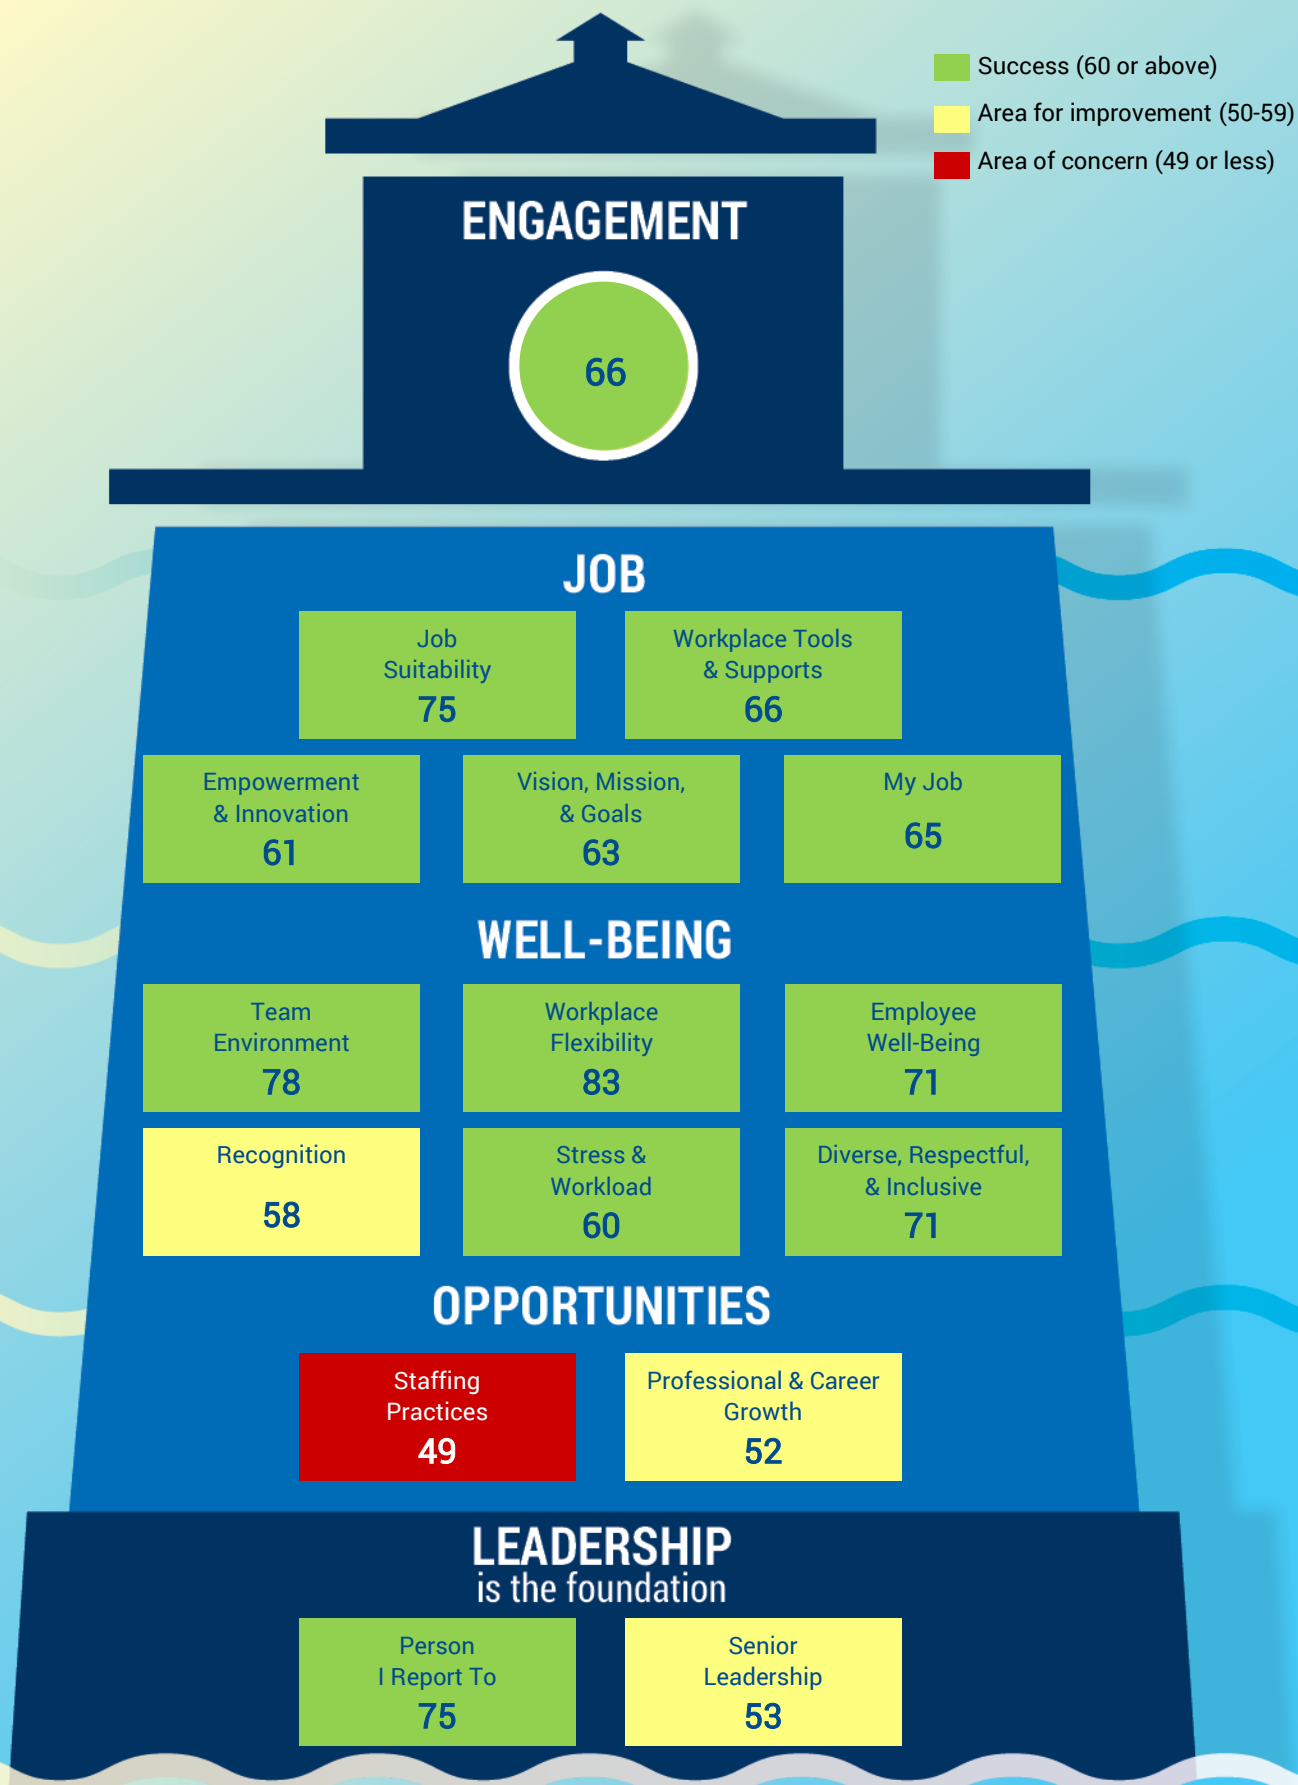 Success (60 or above)
Area for improvement (50-59)
Area of concern (49 or less)
ENGAGEMENT
66
JOB
Job
Suitability
75
Workplace Tools
& Supports
66
Empowerment
& Innovation
61
Vision, Mission,
& Goals
63
My Job
65
WELL-BEING
Team
Environment
78
Workplace
Flexibility
83
Employee
Well-Being
71
Recognition
58
Stress &
Workload
60
Diverse, Respectful,
& Inclusive
71
OPPORTUNITIES
Staffing
Practices
49
Professional & Career
Growth
52
LEADERSHIP
is the foundation
Person
I Report To
75
Senior
Leadership
53